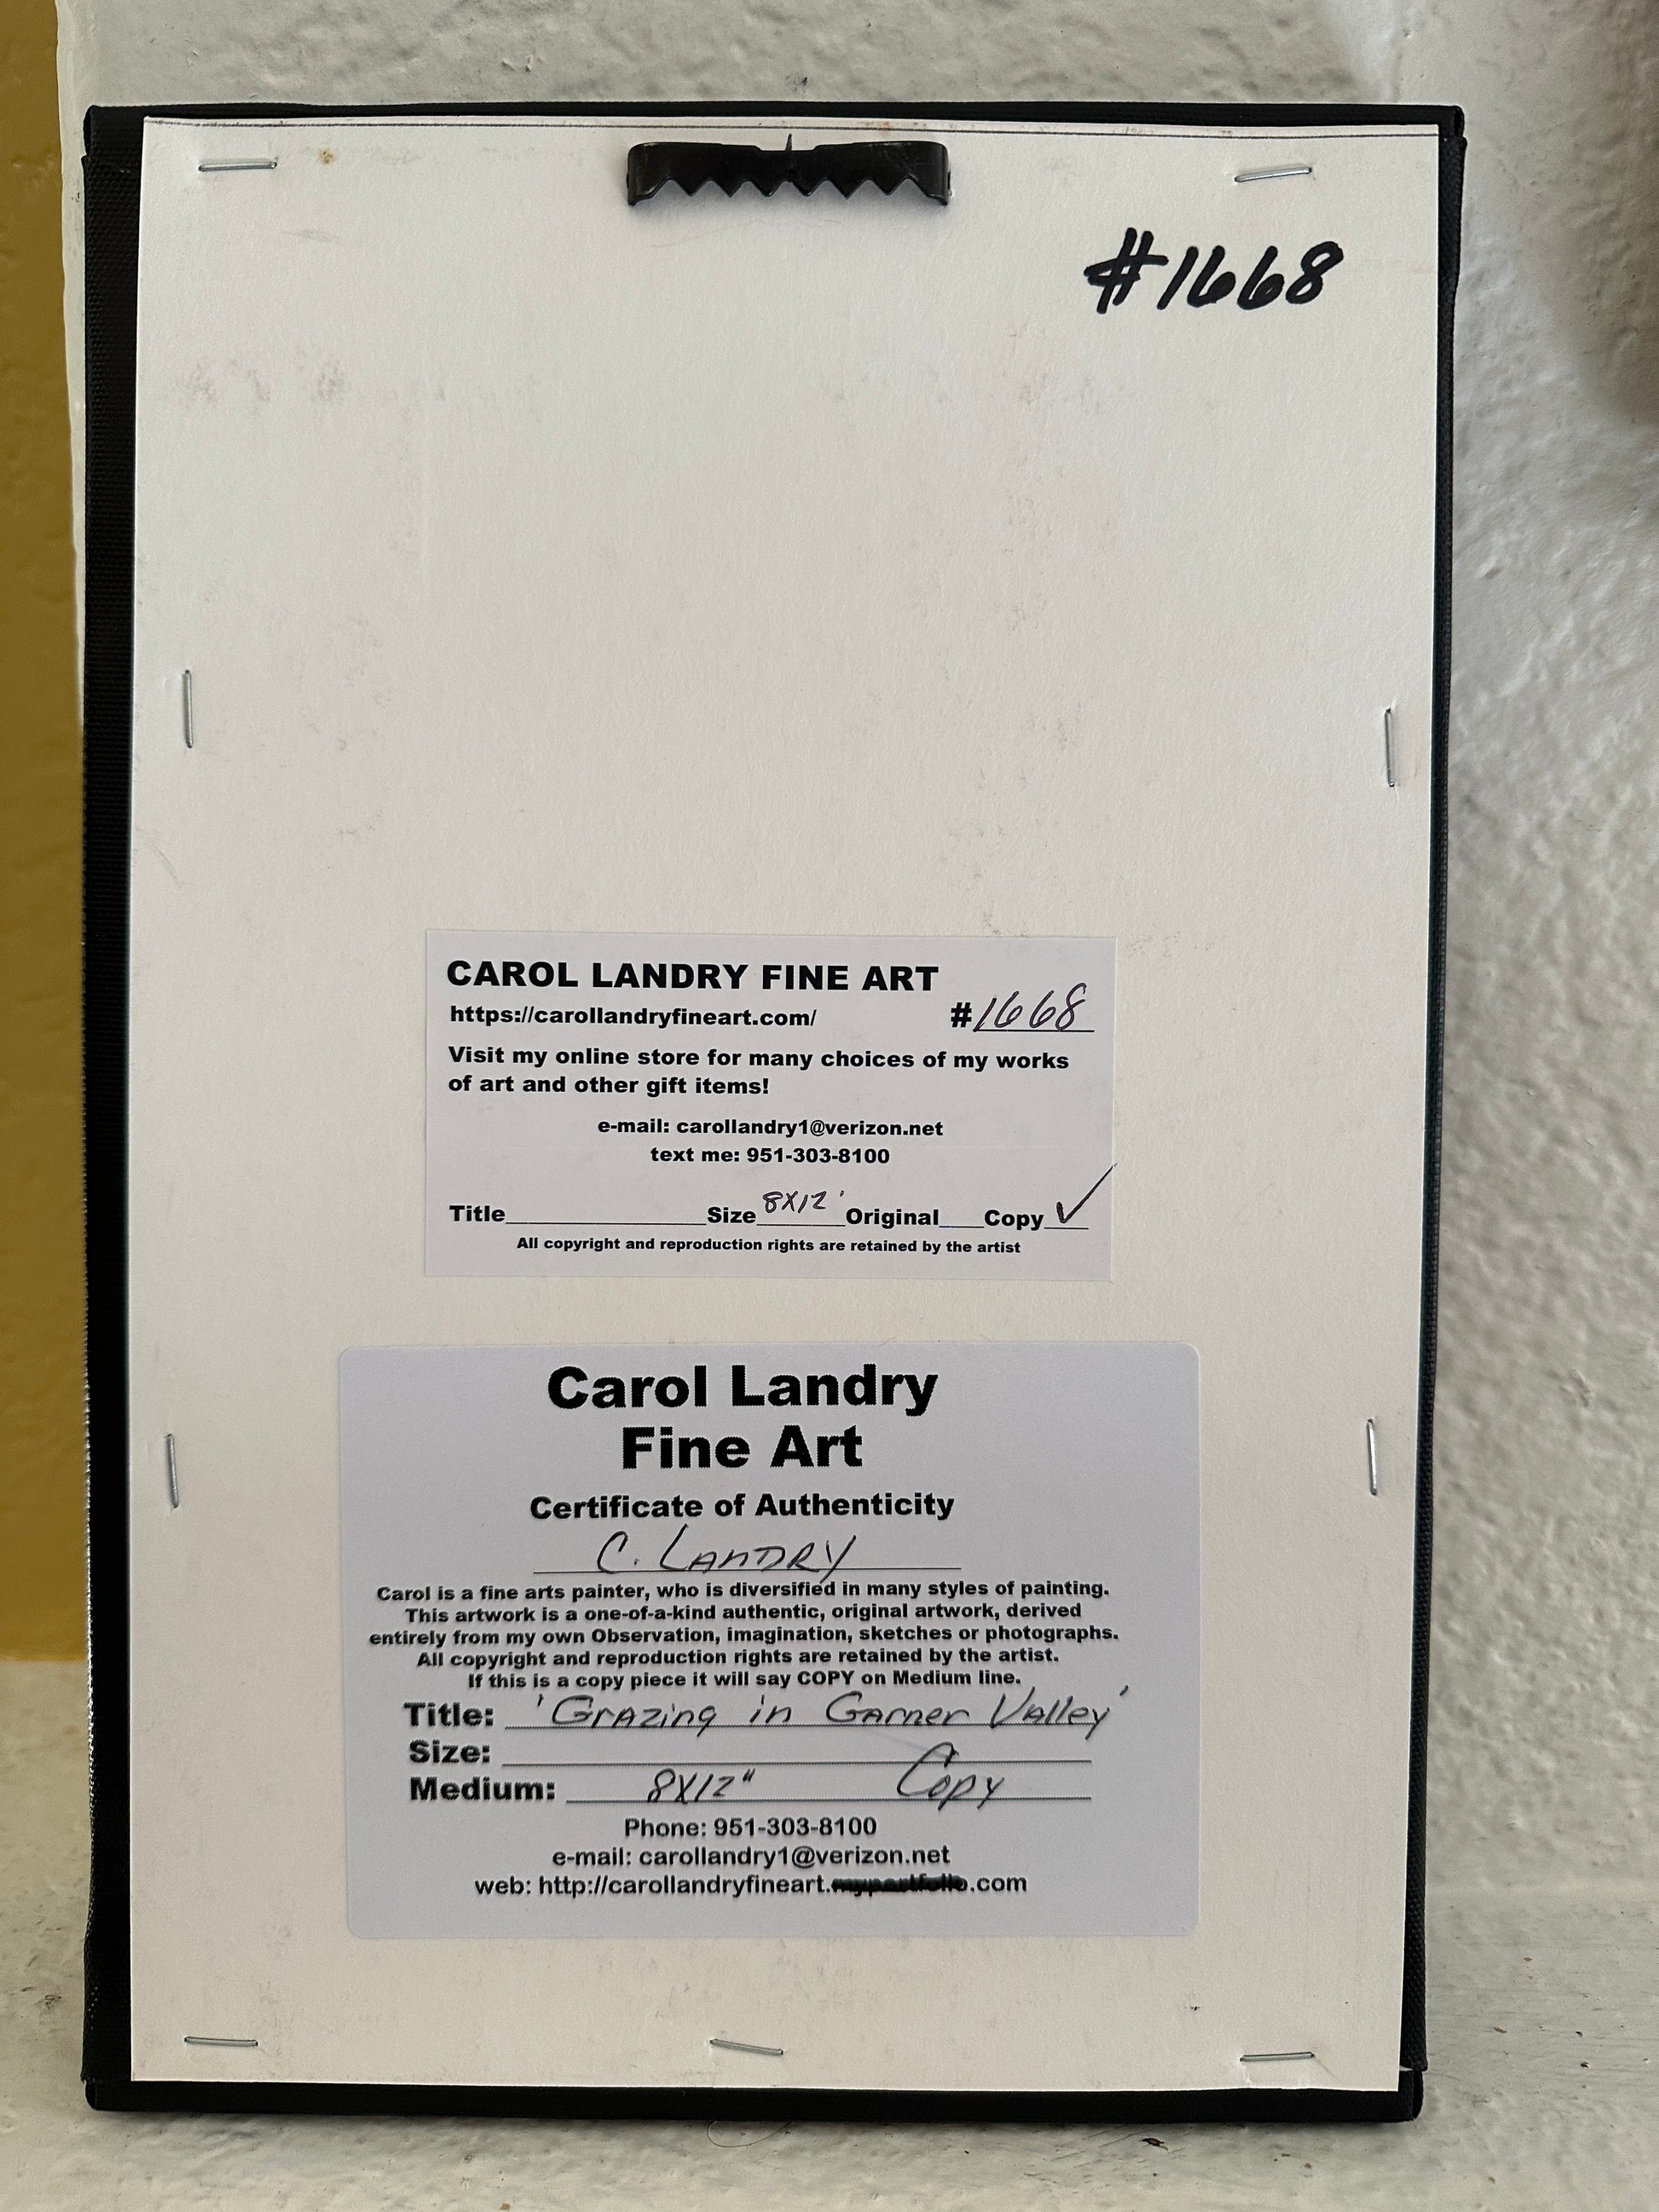 #1668
CAROL LANDRY FINE ART
https://carollandryfineart.com/ #1668
Visit my online store for many choices of my works
of art and other gift items!
e-mail: carollandry1@verizon.net
text me: 951-303-8100
Title____________Size 8X12' Original___Copy ✓
All copyright and reproduction rights are retained by the artist
Carol Landry
Fine Art
Certificate of Authenticity
C. LANDRY
Carol is a fine arts painter, who is diversified in many styles of painting.
This artwork is a one-of-a-kind authentic, original artwork, derived
entirely from my own Observation, imagination, sketches or photographs.
All copyright and reproduction rights are retained by the artist.
If this is a copy piece it will say COPY on Medium line.
Title: 'Grazing in Garner Valley'
Size:
Medium: 8X12" Copy
Phone: 951-303-8100
e-mail: carollandry1@verizon.net
web: http://carollandryfineart.myportfolio.com